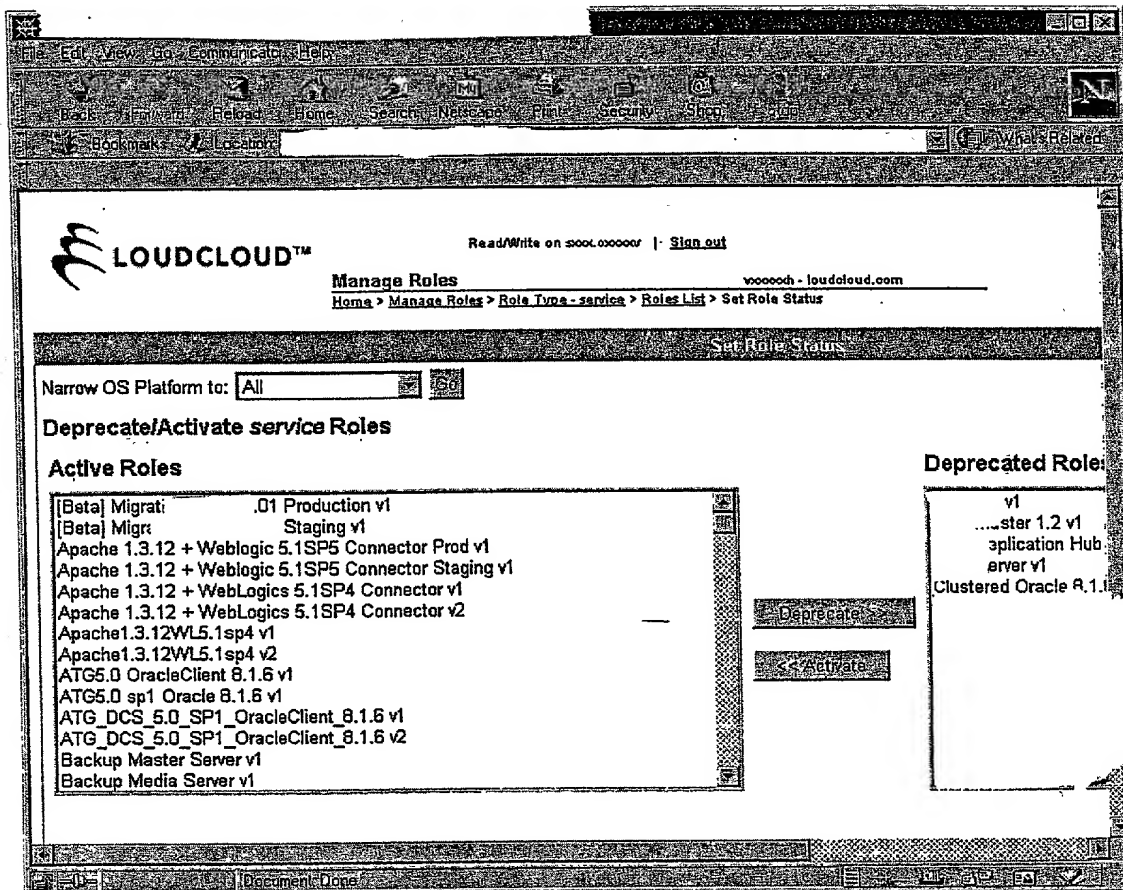 File Edit View Go Communicator Help
Back Forward Reload Home Search Netscape Print Security Shop
Bookmarks Location: What's Related
LOUDCLOUD™
Read/Write on | Sign out
Manage Roles
- loudcloud.com
Home > Manage Roles > Role Type - service > Roles List > Set Role Status
Set Role Status
Narrow OS Platform to: All Go
Deprecate/Activate service Roles
Active Roles
[Beta] Migrati .01 Production v1
[Beta] Migra Staging v1
Apache 1.3.12 + Weblogic 5.1SP5 Connector Prod v1
Apache 1.3.12 + Weblogic 5.1SP5 Connector Staging v1
Apache 1.3.12 + WebLogics 5.1SP4 Connector v1
Apache 1.3.12 + WebLogics 5.1SP4 Connector v2
Apache1.3.12WL5.1sp4 v1
Apache1.3.12WL5.1sp4 v2
ATG5.0 OracleClient 8.1.6 v1
ATG5.0 sp1 Oracle 8.1.6 v1
ATG_DCS_5.0_SP1_OracleClient_8.1.6 v1
ATG_DCS_5.0_SP1_OracleClient_8.1.6 v2
Backup Master Server v1
Backup Media Server v1
Deprecate >>
<< Activate
Deprecated Roles
v1
ster 1.2 v1
plication Hub
erver v1
Clustered Oracle 8.1.
Document: Done